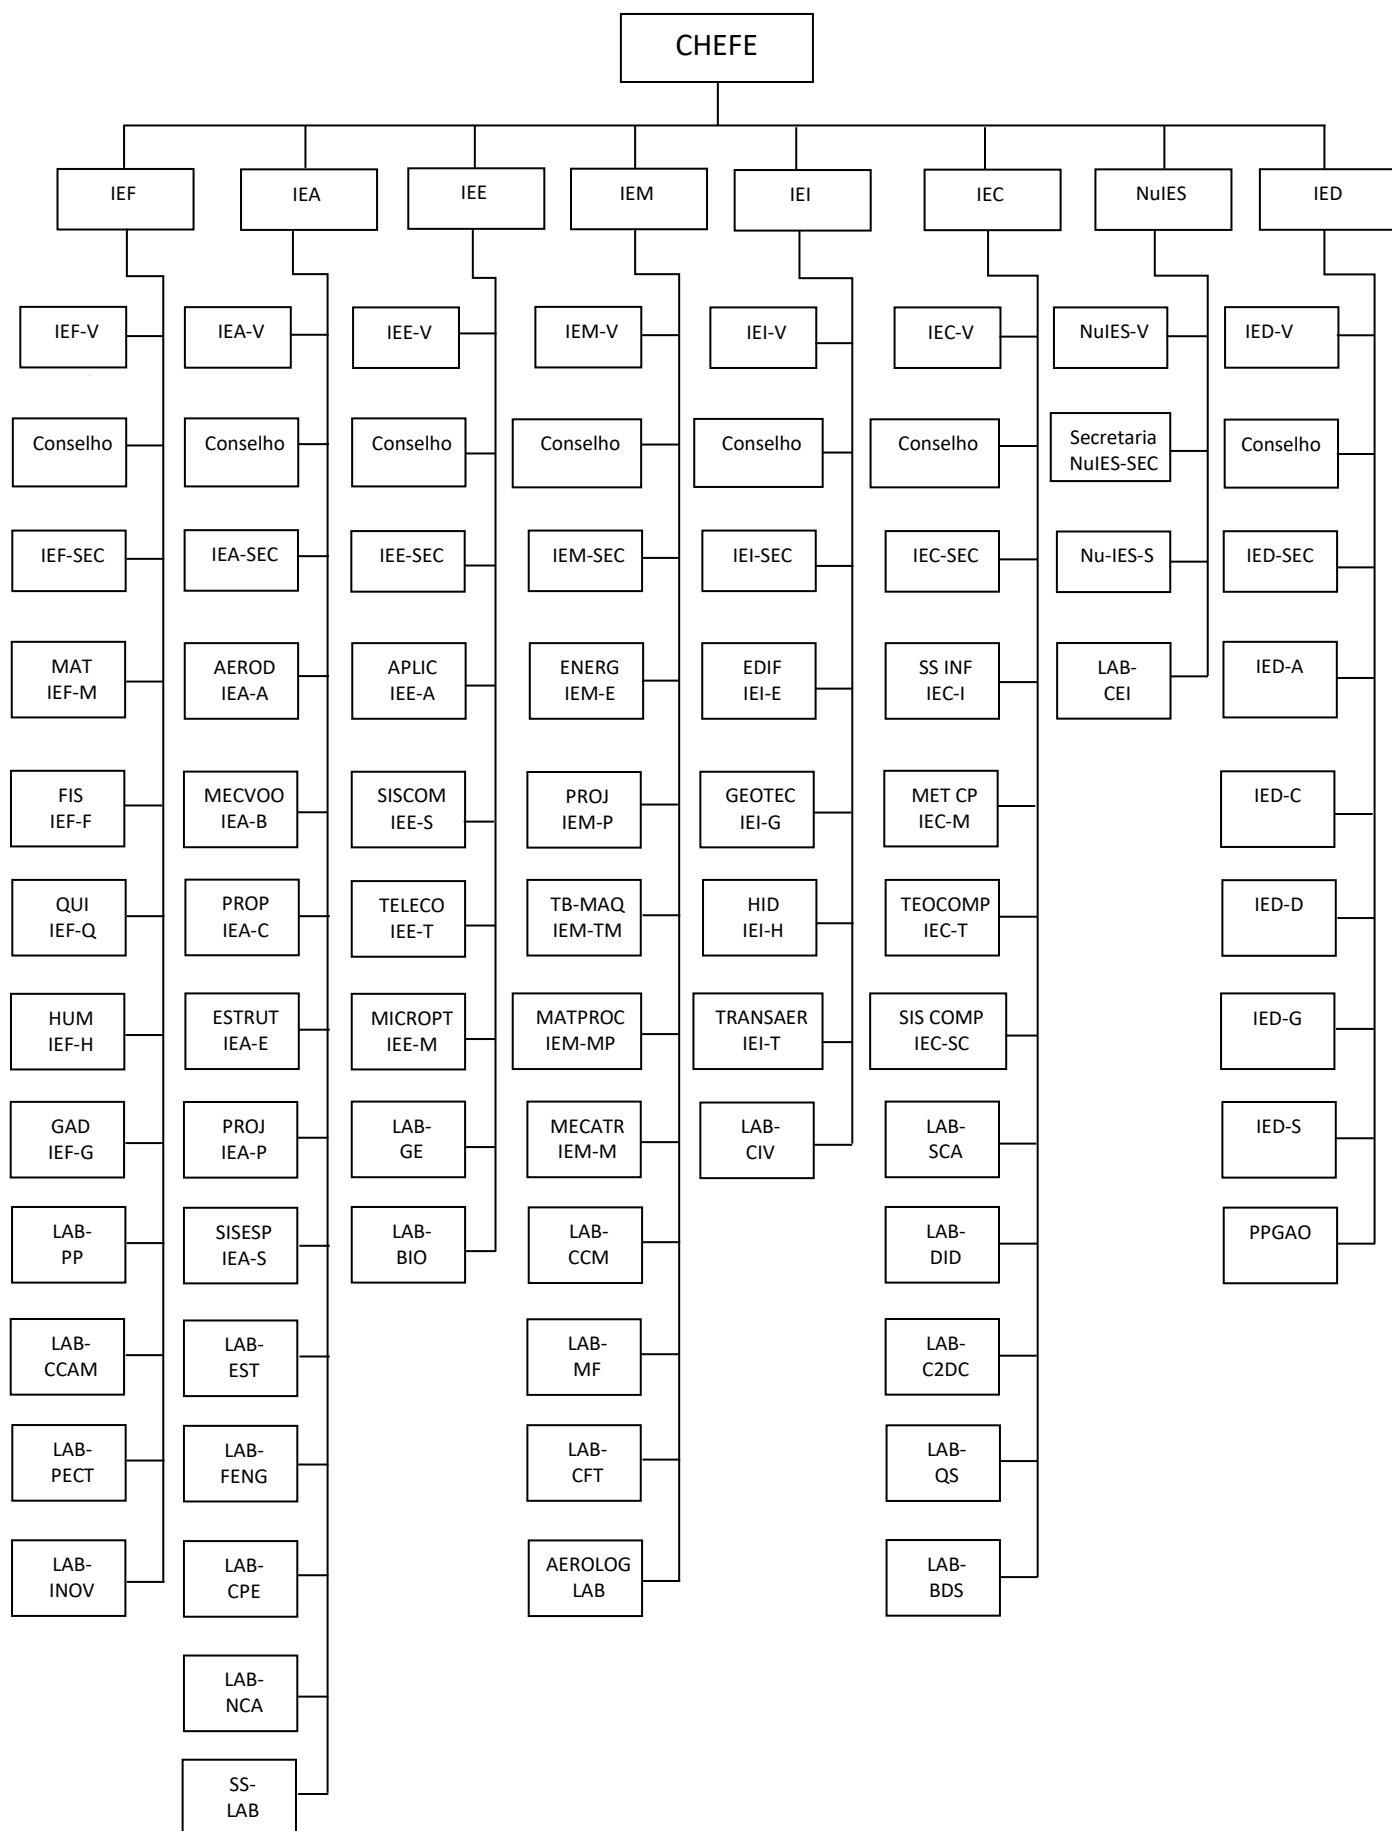 CHEFE
IEF
IEA
IEE
IEM
IEI
IEC
NuIES
IED
IEF-V
Conselho
IEF-SEC
MAT
IEF-M
FIS
IEF-F
QUI
IEF-Q
HUM
IEF-H
GAD
IEF-G
LAB-
PP
LAB-
CCAM
LAB-
PECT
LAB-
INOV
IEA-V
Conselho
IEA-SEC
AEROD
IEA-A
MECVOO
IEA-B
PROP
IEA-C
ESTRUT
IEA-E
PROJ
IEA-P
SISESP
IEA-S
LAB-
EST
LAB-
FENG
LAB-
CPE
LAB-
NCA
SS-
LAB
IEE-V
Conselho
IEE-SEC
APLIC
IEE-A
SISCOM
IEE-S
TELECO
IEE-T
MICROPT
IEE-M
LAB-
GE
LAB-
BIO
IEM-V
Conselho
IEM-SEC
ENERG
IEM-E
PROJ
IEM-P
TB-MAQ
IEM-TM
MATPROC
IEM-MP
MECATR
IEM-M
LAB-
CCM
LAB-
MF
LAB-
CFT
AEROLOG
LAB
IEI-V
Conselho
IEI-SEC
EDIF
IEI-E
GEOTEC
IEI-G
HID
IEI-H
TRANSAER
IEI-T
LAB-
CIV
IEC-V
Conselho
IEC-SEC
SS INF
IEC-I
MET CP
IEC-M
TEOCOMP
IEC-T
SIS COMP
IEC-SC
LAB-
SCA
LAB-
DID
LAB-
C2DC
LAB-
QS
LAB-
BDS
NuIES-V
Secretaria
NuIES-SEC
Nu-IES-S
LAB-
CEI
IED-V
Conselho
IED-SEC
IED-A
IED-C
IED-D
IED-G
IED-S
PPGAO